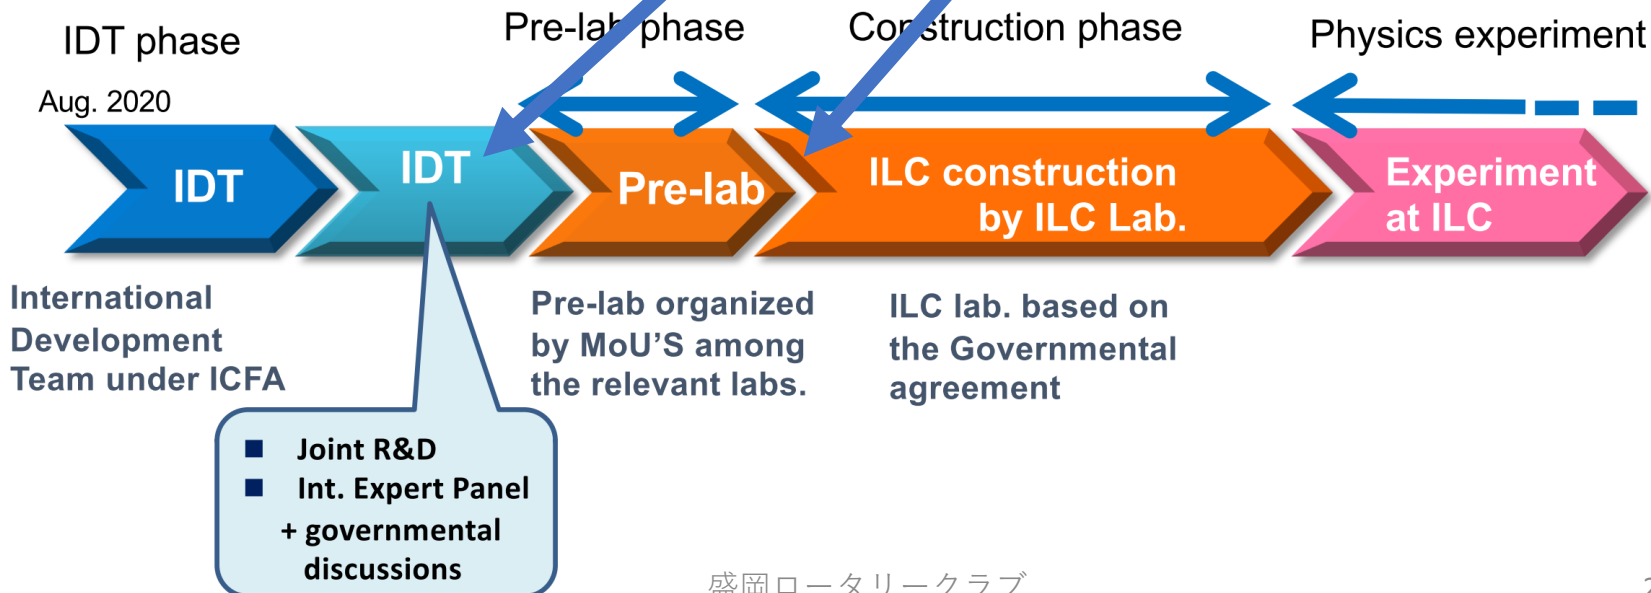 IDT phase
Pre-lab phase
Construction phase
Physics experiment
Aug. 2020
IDT
IDT
Pre-lab
ILC construction
by ILC Lab.
Experiment
at ILC
International
Development
Team under ICFA
Pre-lab organized
by MoU'S among
the relevant labs.
ILC lab. based on
the Governmental
agreement
■ Joint R&D
■ Int. Expert Panel
+ governmental
discussions
盛岡ロータリークラブ